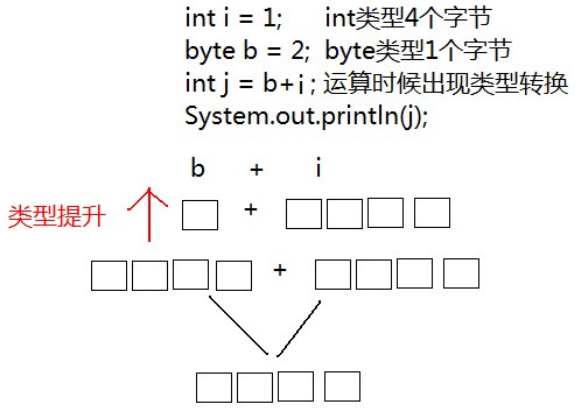 int i = 1; int类型4个字节
byte b = 2; byte类型1个字节
int j = b+i ; 运算时候出现类型转换
System.out.println(j);
b + i
类型提升
+
+